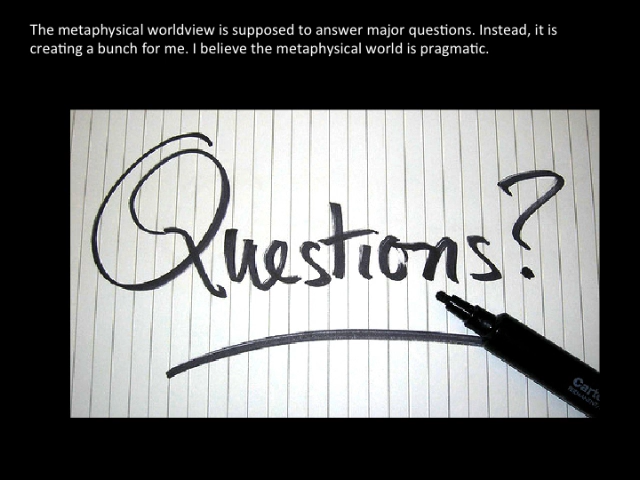 The metaphysical worldview is supposed to answer major questions. Instead, it is
creating a bunch for me. I believe the metaphysical world is pragmatic.
Questions?